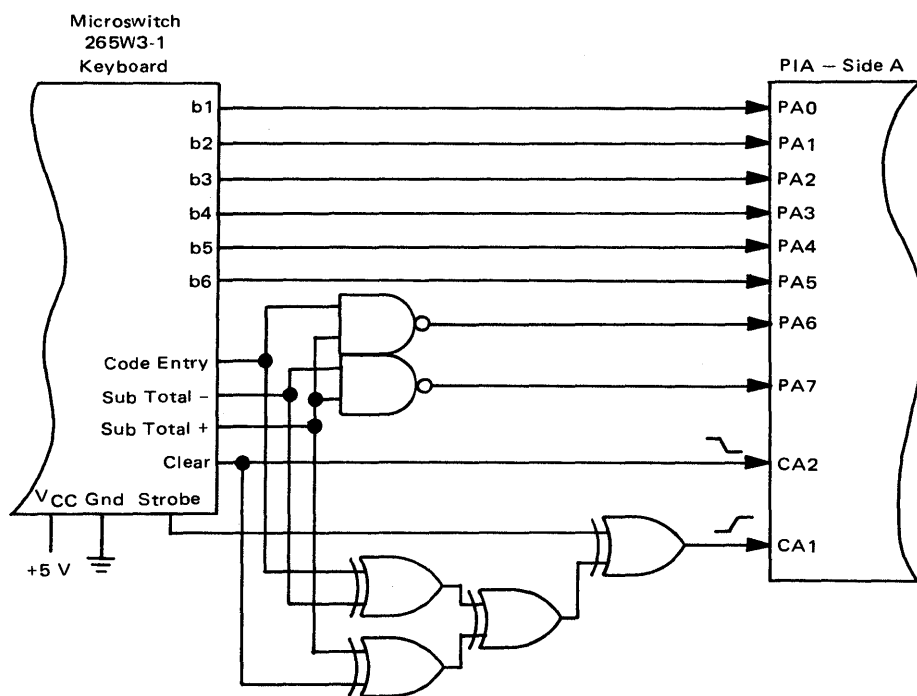 Microswitch
265W3-1
Keyboard
PIA – Side A
b1
PA0
b2
PA1
b3
PA2
b4
PA3
b5
PA4
b6
PA5
PA6
Code Entry
PA7
Sub Total –
Sub Total +
Clear
CA2
VCC Gnd Strobe
CA1
+5 V